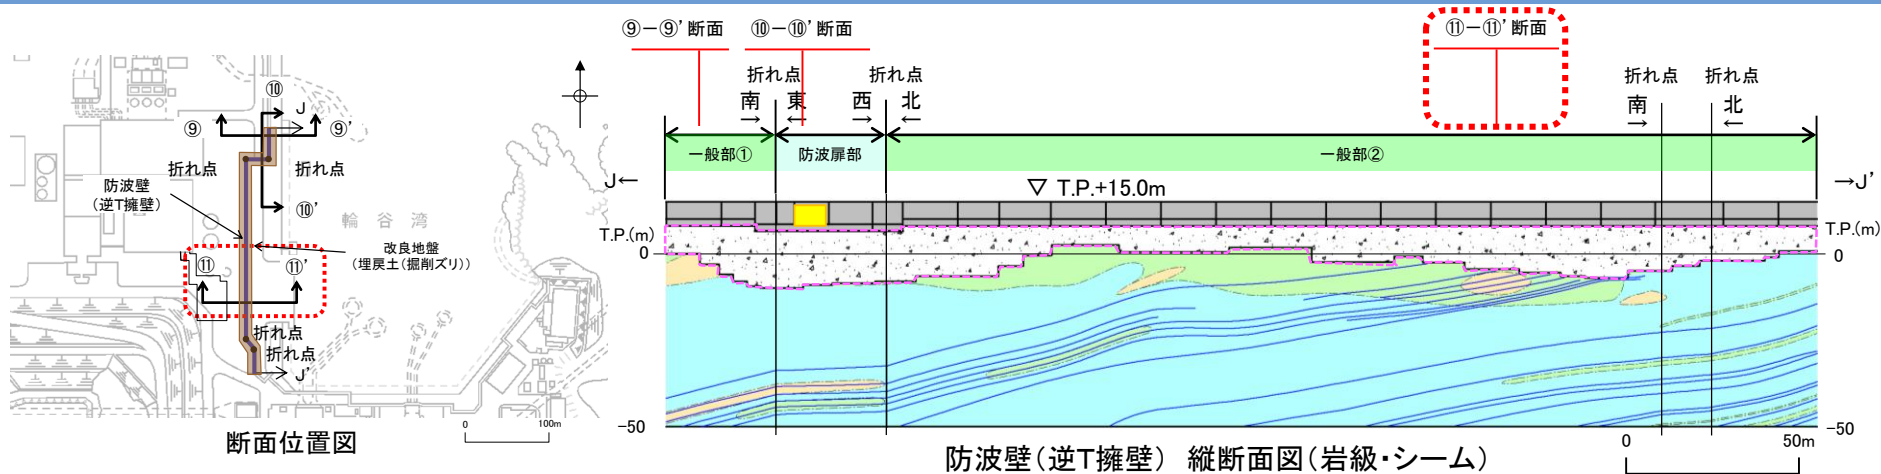 ⑩
J
⑨
⑨'
折れ点
折れ点
防波壁
(逆T擁壁)
⑩'
輪谷湾
改良地盤
(埋戻土(掘削ズリ))
⑪
⑪'
折れ点
折れ点
J'
0 100m
断面位置図
⑨-⑨'断面
⑩-⑩'断面
⑪-⑪'断面
折れ点
折れ点
折れ点
折れ点
南→
東←
西→
北←
南→
北←
一般部①
防波扉部
一般部②
J←
▽ T.P.+15.0m
→J'
T.P.(m)
T.P.(m)
0
0
-50
-50
0 50m
防波壁(逆T擁壁) 縦断面図(岩級・シーム)